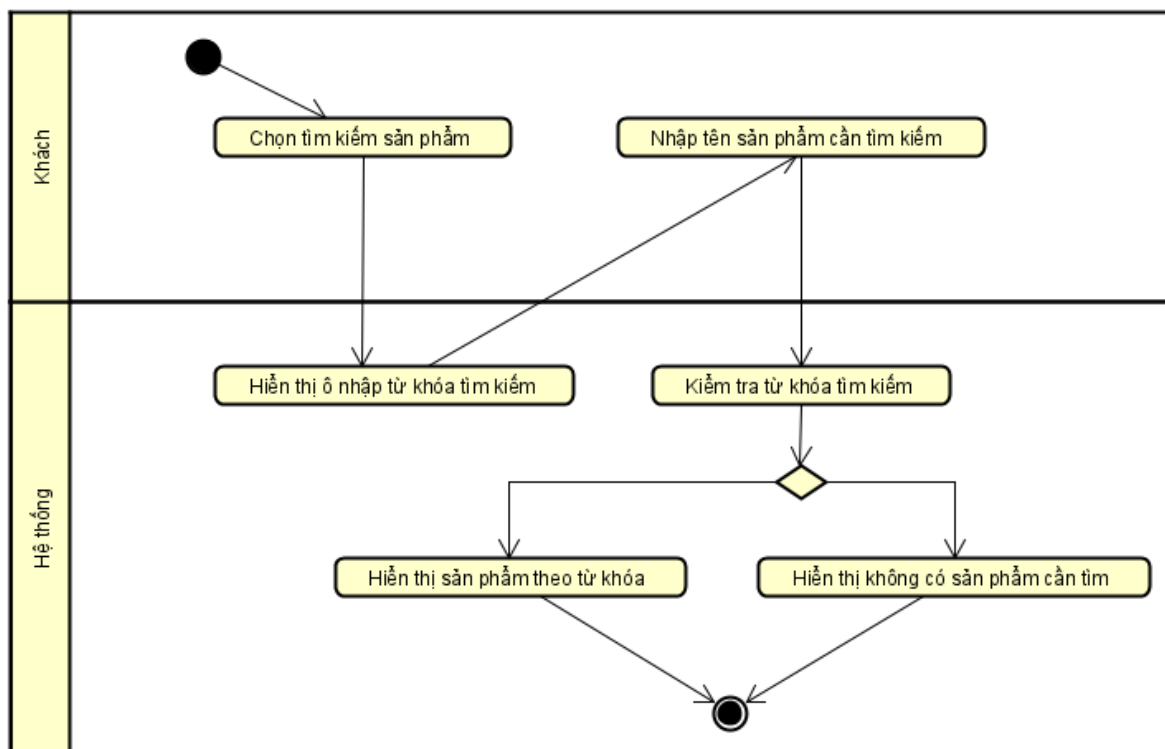 Khách
Chọn tìm kiếm sản phẩm
Nhập tên sản phẩm cần tìm kiếm
Hệ thống
Hiển thị ô nhập từ khóa tìm kiếm
Kiểm tra từ khóa tìm kiếm
Hiển thị sản phẩm theo từ khóa
Hiển thị không có sản phẩm cần tìm